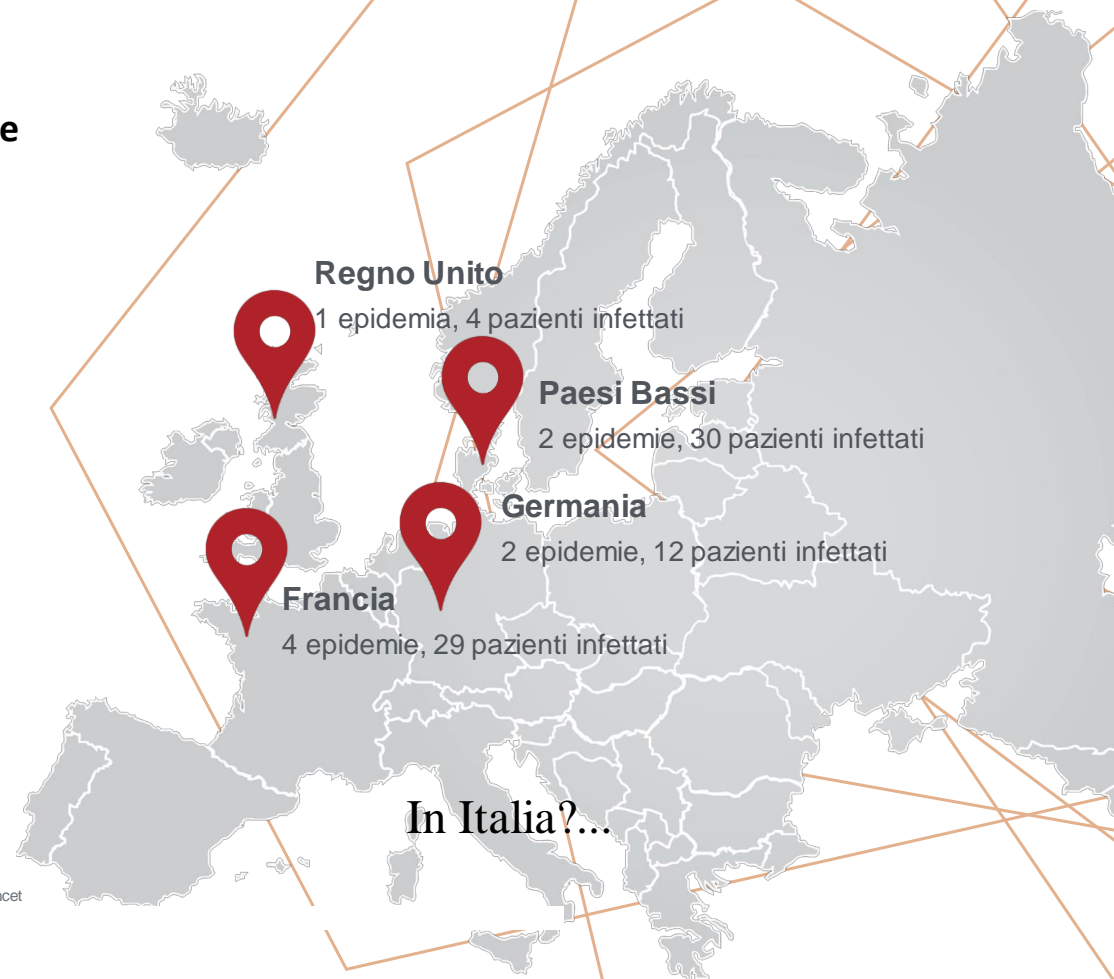 e
Regno Unito
1 epidemia, 4 pazienti infettati
Paesi Bassi
2 epidemie, 30 pazienti infettati
Germania
2 epidemie, 12 pazienti infettati
Francia
4 epidemie, 29 pazienti infettati
In Italia?...
ncet